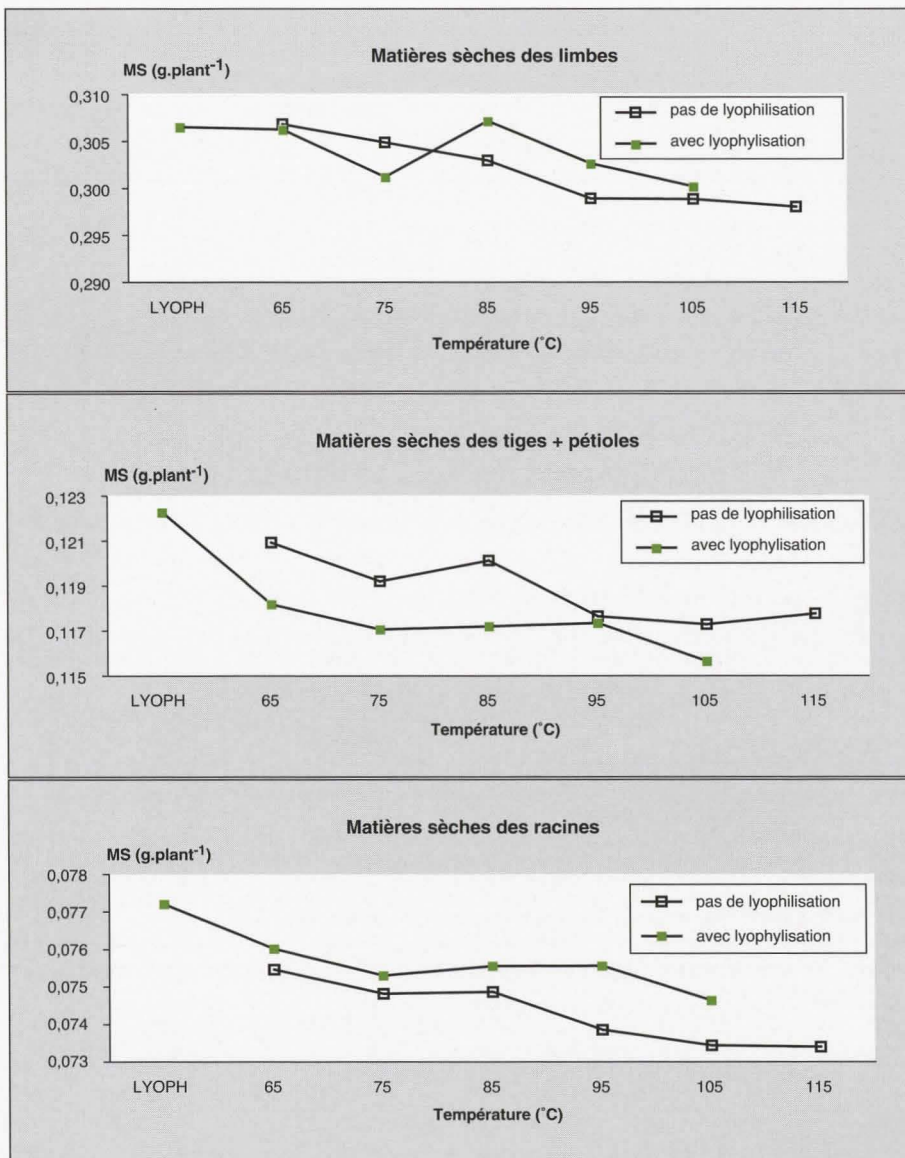 Matières sèches des limbes
MS (g.plant-1)
0,310
0,305
0,300
0,295
0,290
pas de lyophilisation
avec lyophylisation
LYOPH 65 75 85 95 105 115
Température (°C)
Matières sèches des tiges + pétioles
MS (g.plant-1)
0,123
0,121
0,119
0,117
0,115
pas de lyophilisation
avec lyophylisation
LYOPH 65 75 85 95 105 115
Température (°C)
Matières sèches des racines
MS (g.plant-1)
0,078
0,077
0,076
0,075
0,074
0,073
pas de lyophilisation
avec lyophylisation
LYOPH 65 75 85 95 105 115
Température (°C)